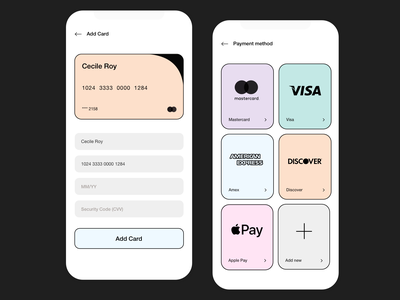 Add Card
Cecile Roy
1024 3333 0000 1284
**** 2158
Cecile Roy
1024 3333 0000 1284
MM/YY
Security Code (CVV)
Add Card
Payment method
mastercard
Mastercard
VISA
Visa
AMERICAN
EXPRESS
Amex
DISCOVER
Discover
Pay
Apple Pay
Add new